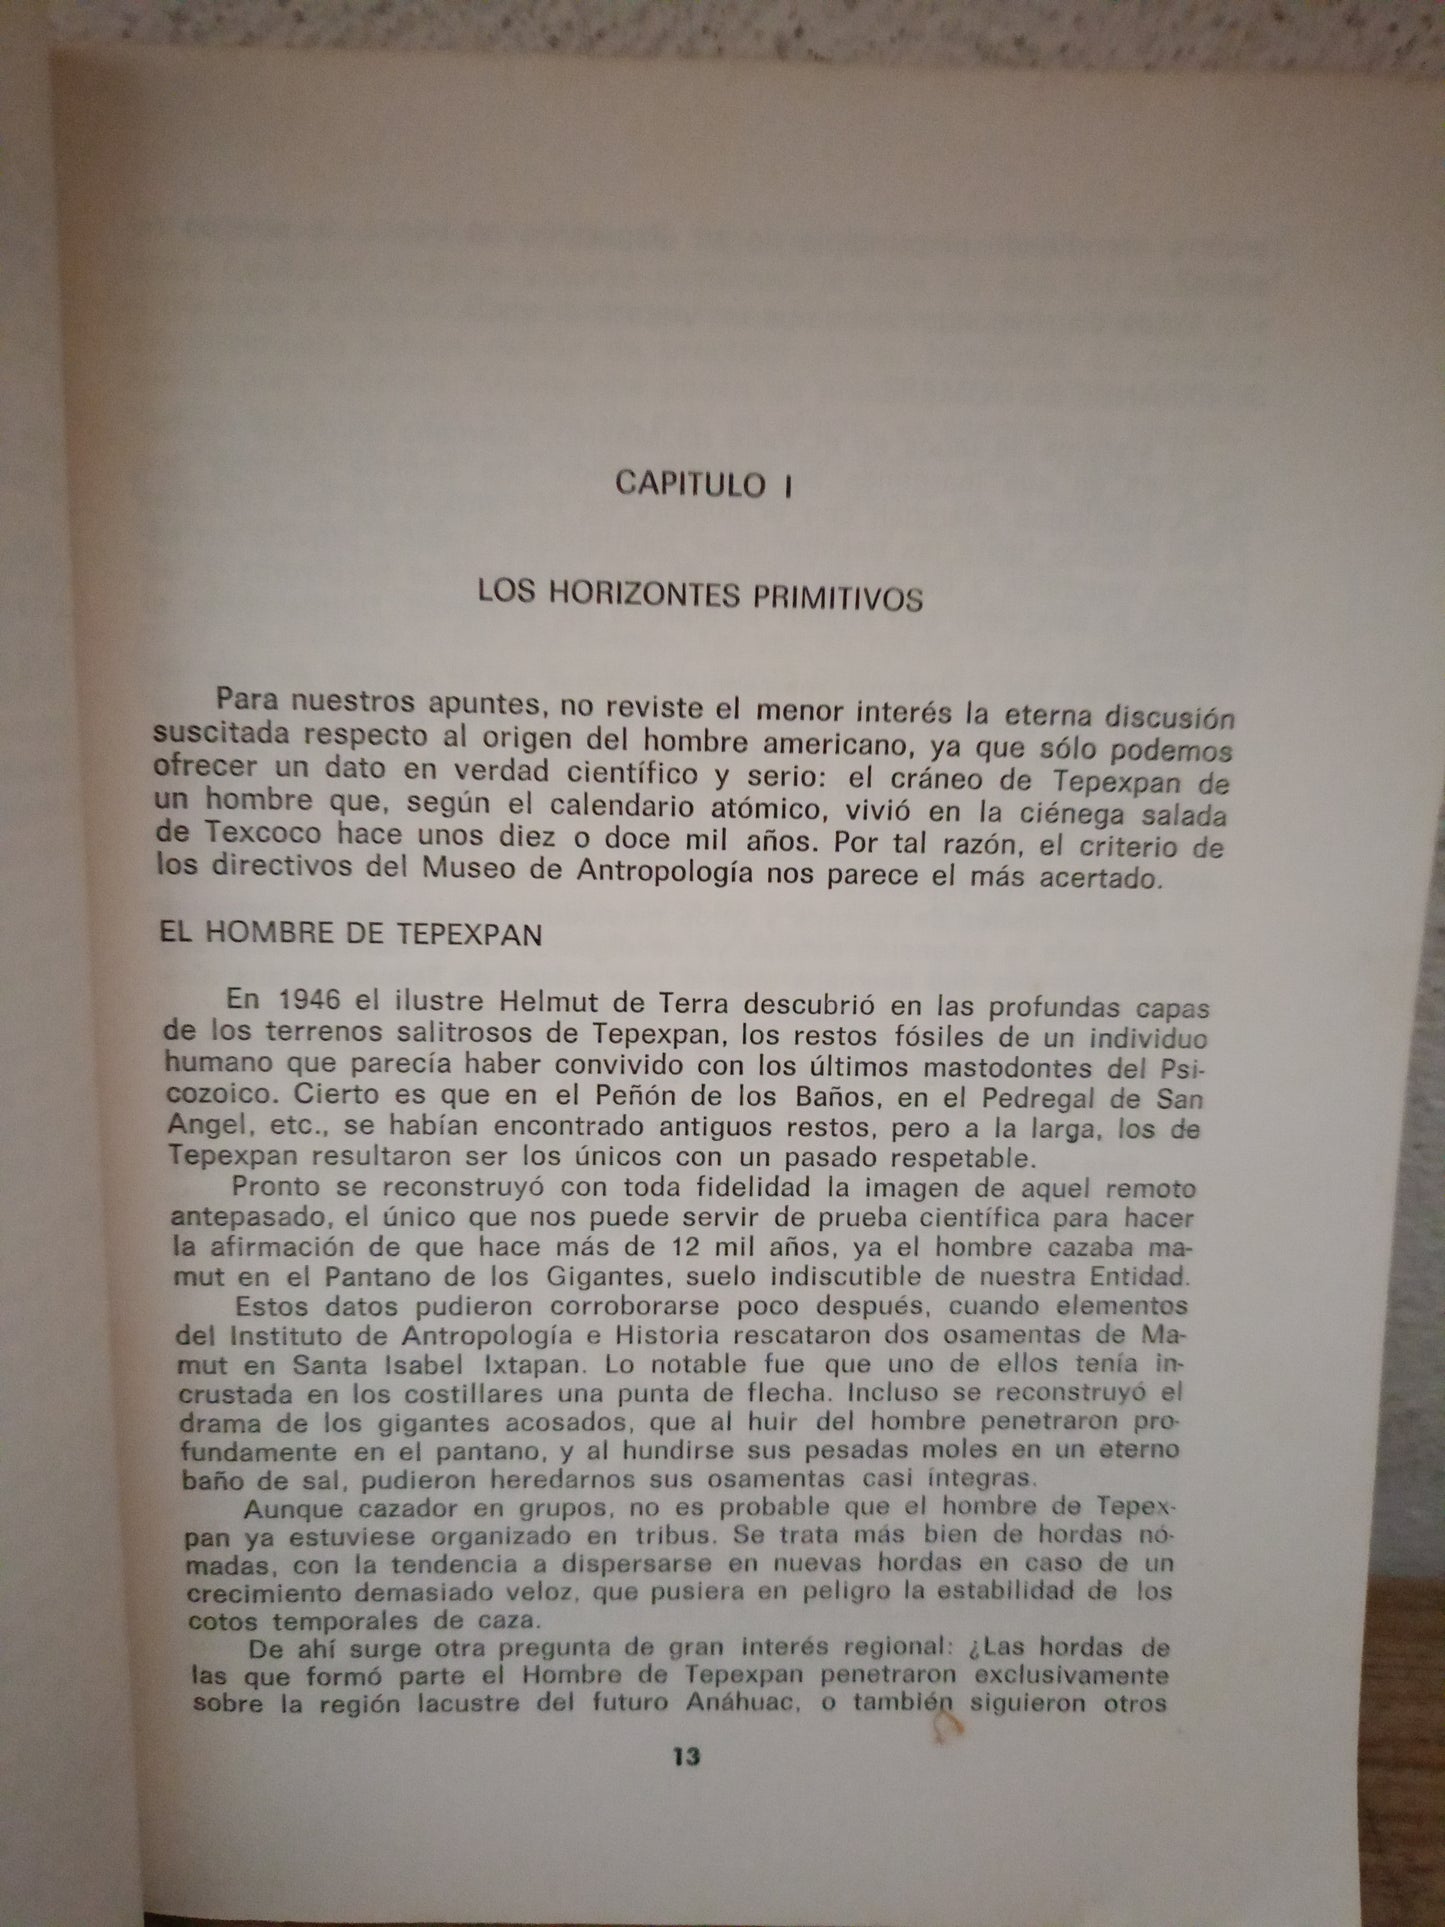 CAPITULO I
LOS HORIZONTES PRIMITIVOS
Para nuestros apuntes, no reviste el menor interés la eterna discusión
suscitada respecto al origen del hombre americano, ya que sólo podemos
ofrecer un dato en verdad científico y serio: el cráneo de Tepexpan de
un hombre que, según el calendario atómico, vivió en la ciénega salada
de Texcoco hace unos diez o doce mil años. Por tal razón, el criterio de
los directivos del Museo de Antropología nos parece el más acertado.
EL HOMBRE DE TEPEXPAN
En 1946 el ilustre Helmut de Terra descubrió en las profundas capas
de los terrenos salitrosos de Tepexpan, los restos fósiles de un individuo
humano que parecía haber convivido con los últimos mastodontes del Psi-
cozoico. Cierto es que en el Peñón de los Baños, en el Pedregal de San
Angel, etc., se habían encontrado antiguos restos, pero a la larga, los de
Tepexpan resultaron ser los únicos con un pasado respetable.
Pronto se reconstruyó con toda fidelidad la imagen de aquel remoto
antepasado, el único que nos puede servir de prueba científica para hacer
la afirmación de que hace más de 12 mil años, ya el hombre cazaba ma-
mut en el Pantano de los Gigantes, suelo indiscutible de nuestra Entidad.
Estos datos pudieron corroborarse poco después, cuando elementos
del Instituto de Antropología e Historia rescataron dos osamentas de Ma-
mut en Santa Isabel Ixtapan. Lo notable fue que uno de ellos tenía in-
crustada en los costillares una punta de flecha. Incluso se reconstruyó el
drama de los gigantes acosados, que al huir del hombre penetraron pro-
fundamente en el pantano, y al hundirse sus pesadas moles en un eterno
baño de sal, pudieron heredarnos sus osamentas casi íntegras.
Aunque cazador en grupos, no es probable que el hombre de Tepex-
pan ya estuviese organizado en tribus. Se trata más bien de hordas nó-
madas, con la tendencia a dispersarse en nuevas hordas en caso de un
crecimiento demasiado veloz, que pusiera en peligro la estabilidad de los
cotos temporales de caza.
De ahí surge otra pregunta de gran interés regional: ¿Las hordas de
las que formó parte el Hombre de Tepexpan penetraron exclusivamente
sobre la región lacustre del futuro Anáhuac, o también siguieron otros
13